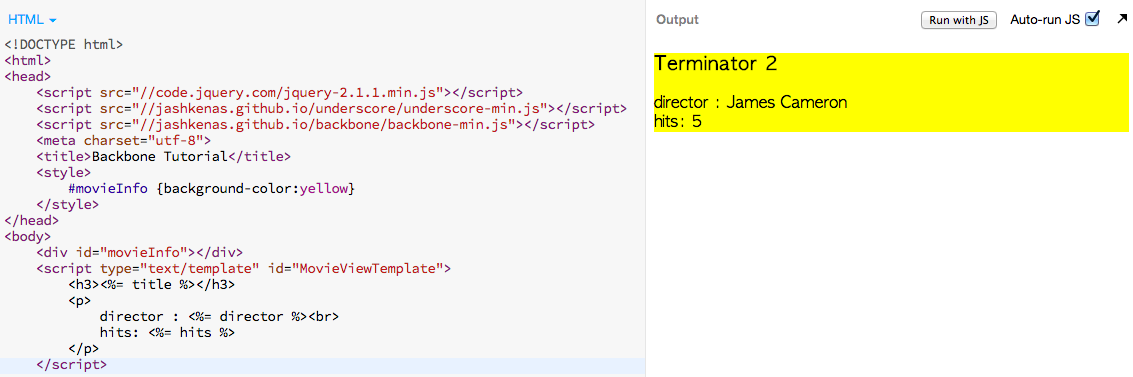 HTML
<!DOCTYPE html>
<html>
<head>
    <script src="//code.jquery.com/jquery-2.1.1.min.js"></script>
    <script src="//jashkenas.github.io/underscore/underscore-min.js"></script>
    <script src="//jashkenas.github.io/backbone/backbone-min.js"></script>
    <meta charset="utf-8">
    <title>Backbone Tutorial</title>
    <style>
        #movieInfo {background-color:yellow}
    </style>
</head>
<body>
    <div id="movieInfo"></div>
    <script type="text/template" id="MovieViewTemplate">
        <h3><%= title %></h3>
        <p>
            director : <%= director %><br>
            hits: <%= hits %>
        </p>
    </script>
Output
Run with JS
Auto-run JS
Terminator 2
director : James Cameron
hits: 5